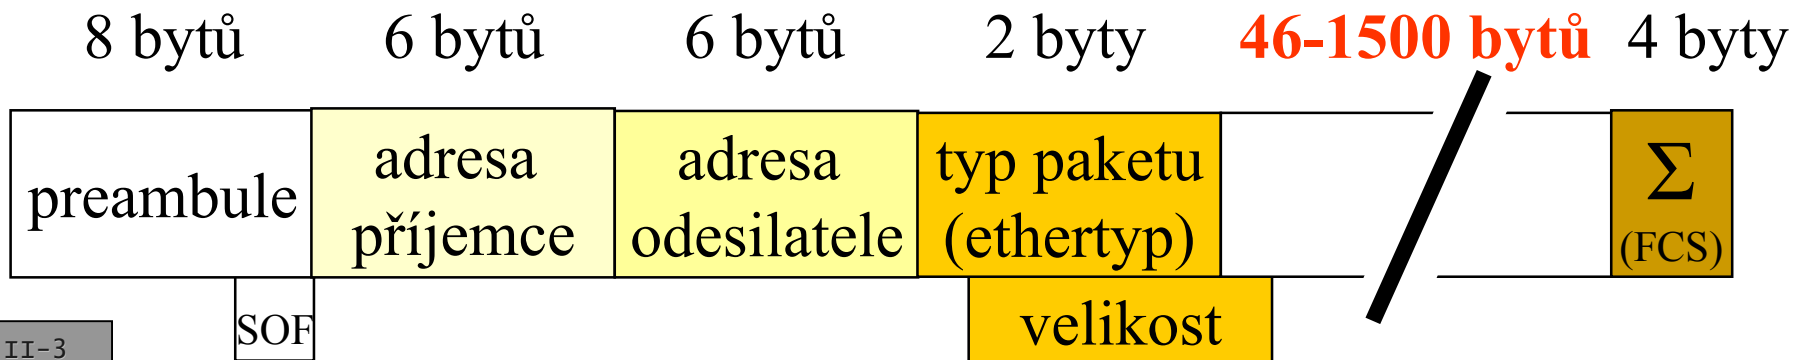 8 bytů 6 bytů 6 bytů 2 byty 46-1500 bytů 4 byty
preambule
adresa
příjemce
adresa
odesilatele
typ paketu
(ethertyp)
Σ
(FCS)
SOF
velikost
II-3